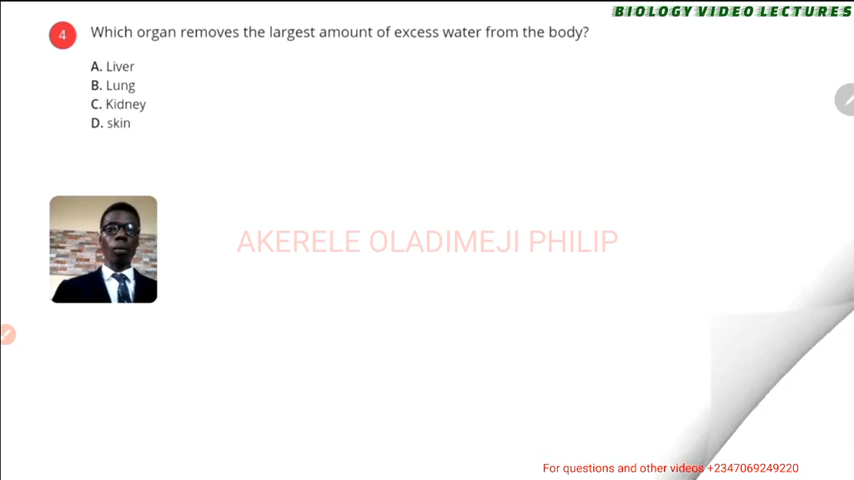 BIOLOGY VIDEO LECTURES
4 Which organ removes the largest amount of excess water from the body?
A. Liver
B. Lung
C. Kidney
D. skin
AKERELE OLADIMEJI PHILIP
For questions and other videos +2347069249220